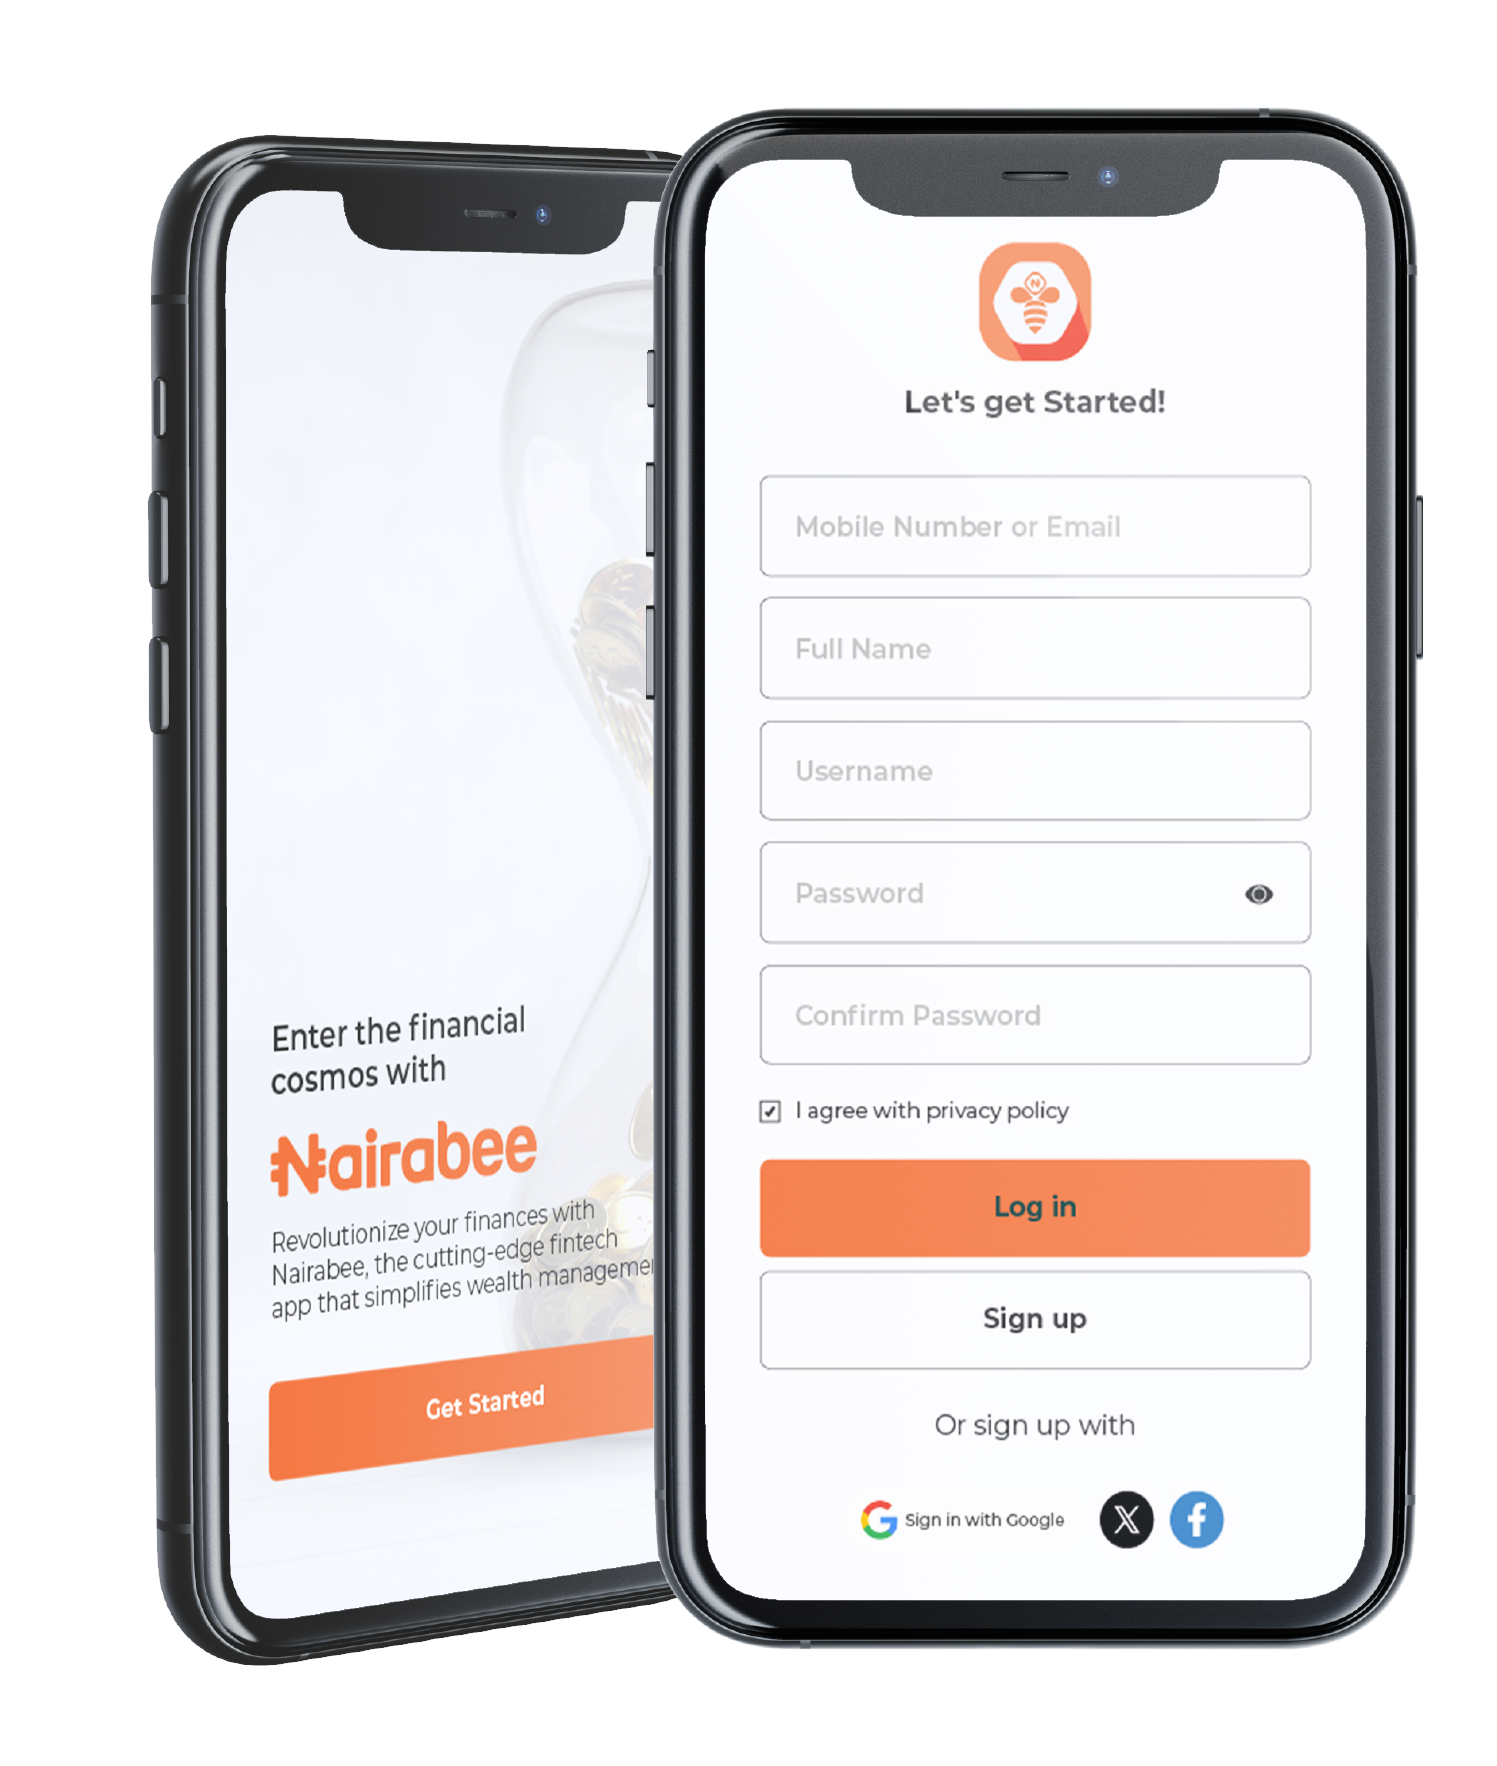 Enter the financial
cosmos with
₦airabee
Revolutionize your finances with
Nairabee, the cutting-edge fintech
app that simplifies wealth managemen
Get Started
N
Let's get Started!
Mobile Number or Email
Full Name
Username
Password
Confirm Password
I agree with privacy policy
Log in
Sign up
Or sign up with
G Sign in with Google X f